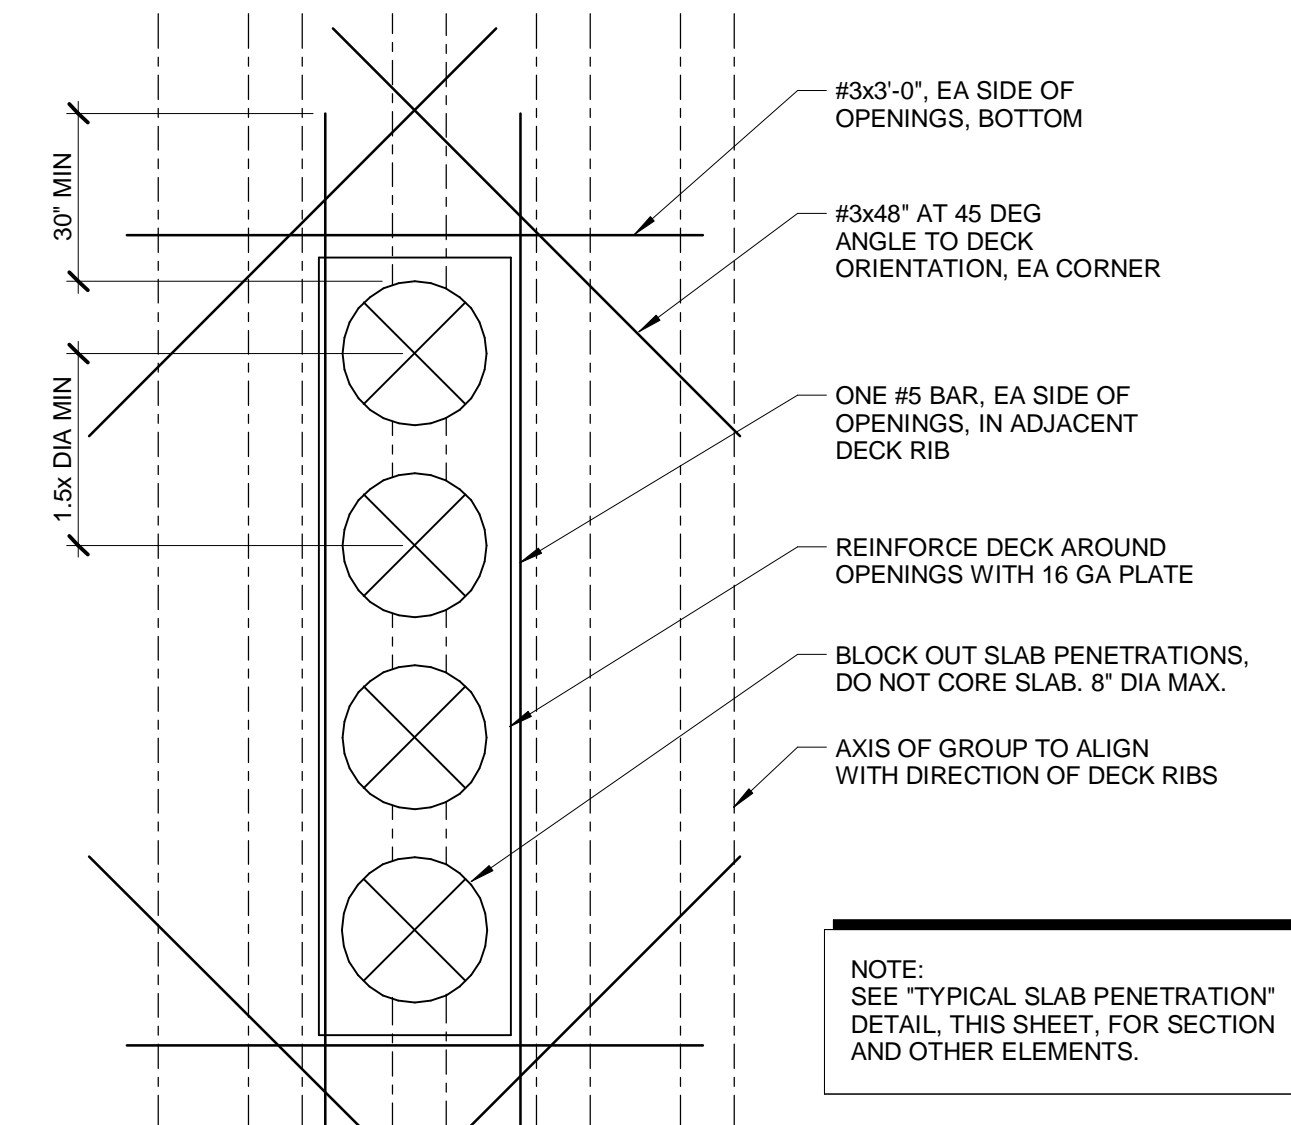 30" MIN
1.5x DIA MIN
#3x3'-0", EA SIDE OF
OPENINGS, BOTTOM
#3x48" AT 45 DEG
ANGLE TO DECK
ORIENTATION, EA CORNER
ONE #5 BAR, EA SIDE OF
OPENINGS, IN ADJACENT
DECK RIB
REINFORCE DECK AROUND
OPENINGS WITH 16 GA PLATE
BLOCK OUT SLAB PENETRATIONS,
DO NOT CORE SLAB. 8" DIA MAX.
AXIS OF GROUP TO ALIGN
WITH DIRECTION OF DECK RIBS
NOTE:
SEE "TYPICAL SLAB PENETRATION"
DETAIL, THIS SHEET, FOR SECTION
AND OTHER ELEMENTS.